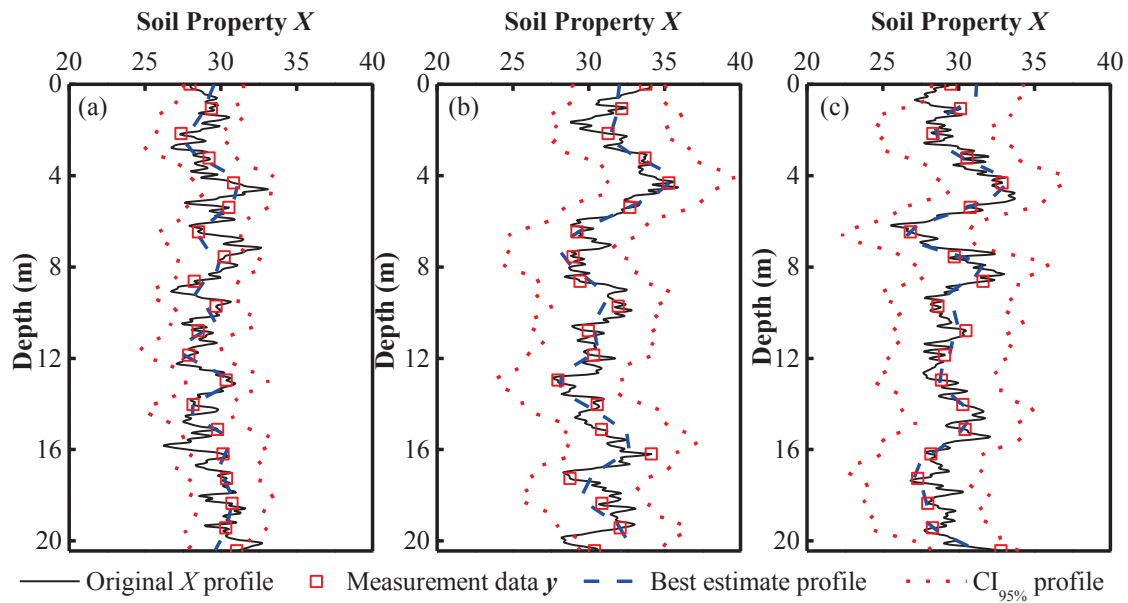 Soil Property X Soil Property X Soil Property X
20 25 30 35 40 20 25 30 35 40 20 25 30 35 40
0 (a) 0 (b) 0 (c)
4 4 4
8 8 8
12 12 12
16 16 16
20 20 20
Depth (m) Depth (m) Depth (m)
Original X profile Measurement data y Best estimate profile CI95% profile